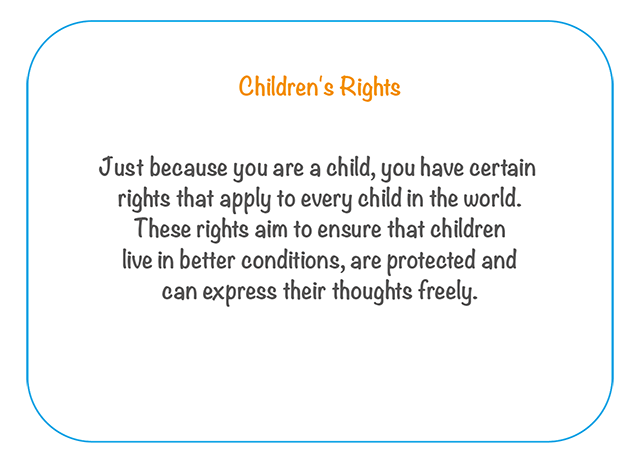 Children's Rights
Just because you are a child, you have certain
rights that apply to every child in the world.
These rights aim to ensure that children
live in better conditions, are protected and
can express their thoughts freely.